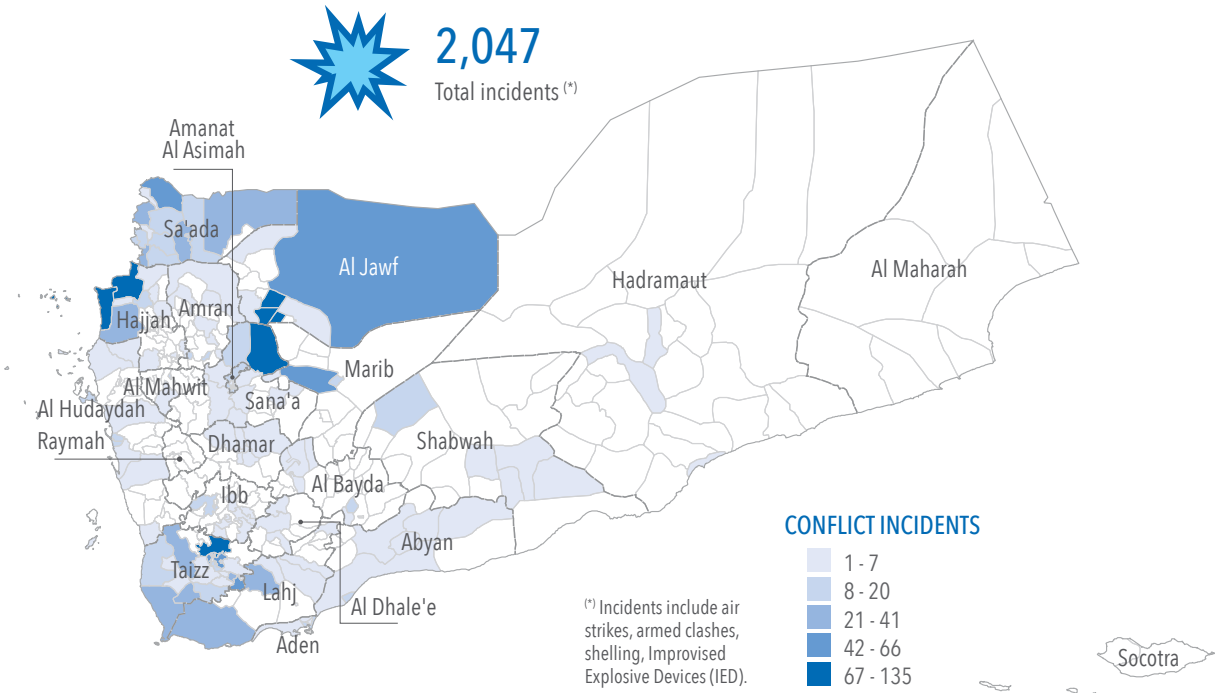 2,047
Total incidents (*)
Amanat
Al Asimah
Sa'ada
Al Jawf
Hadramaut
Al Maharah
Hajjah
Amran
Marib
Al Mahwit
Sana'a
Al Hudaydah
Raymah
Dhamar
Shabwah
Ibb
Al Bayda
Abyan
Taizz
Lahj
Al Dhale'e
Aden
Socotra
CONFLICT INCIDENTS
1 - 7
8 - 20
21 - 41
42 - 66
67 - 135
(*) Incidents include air
strikes, armed clashes,
shelling, Improvised
Explosive Devices (IED).